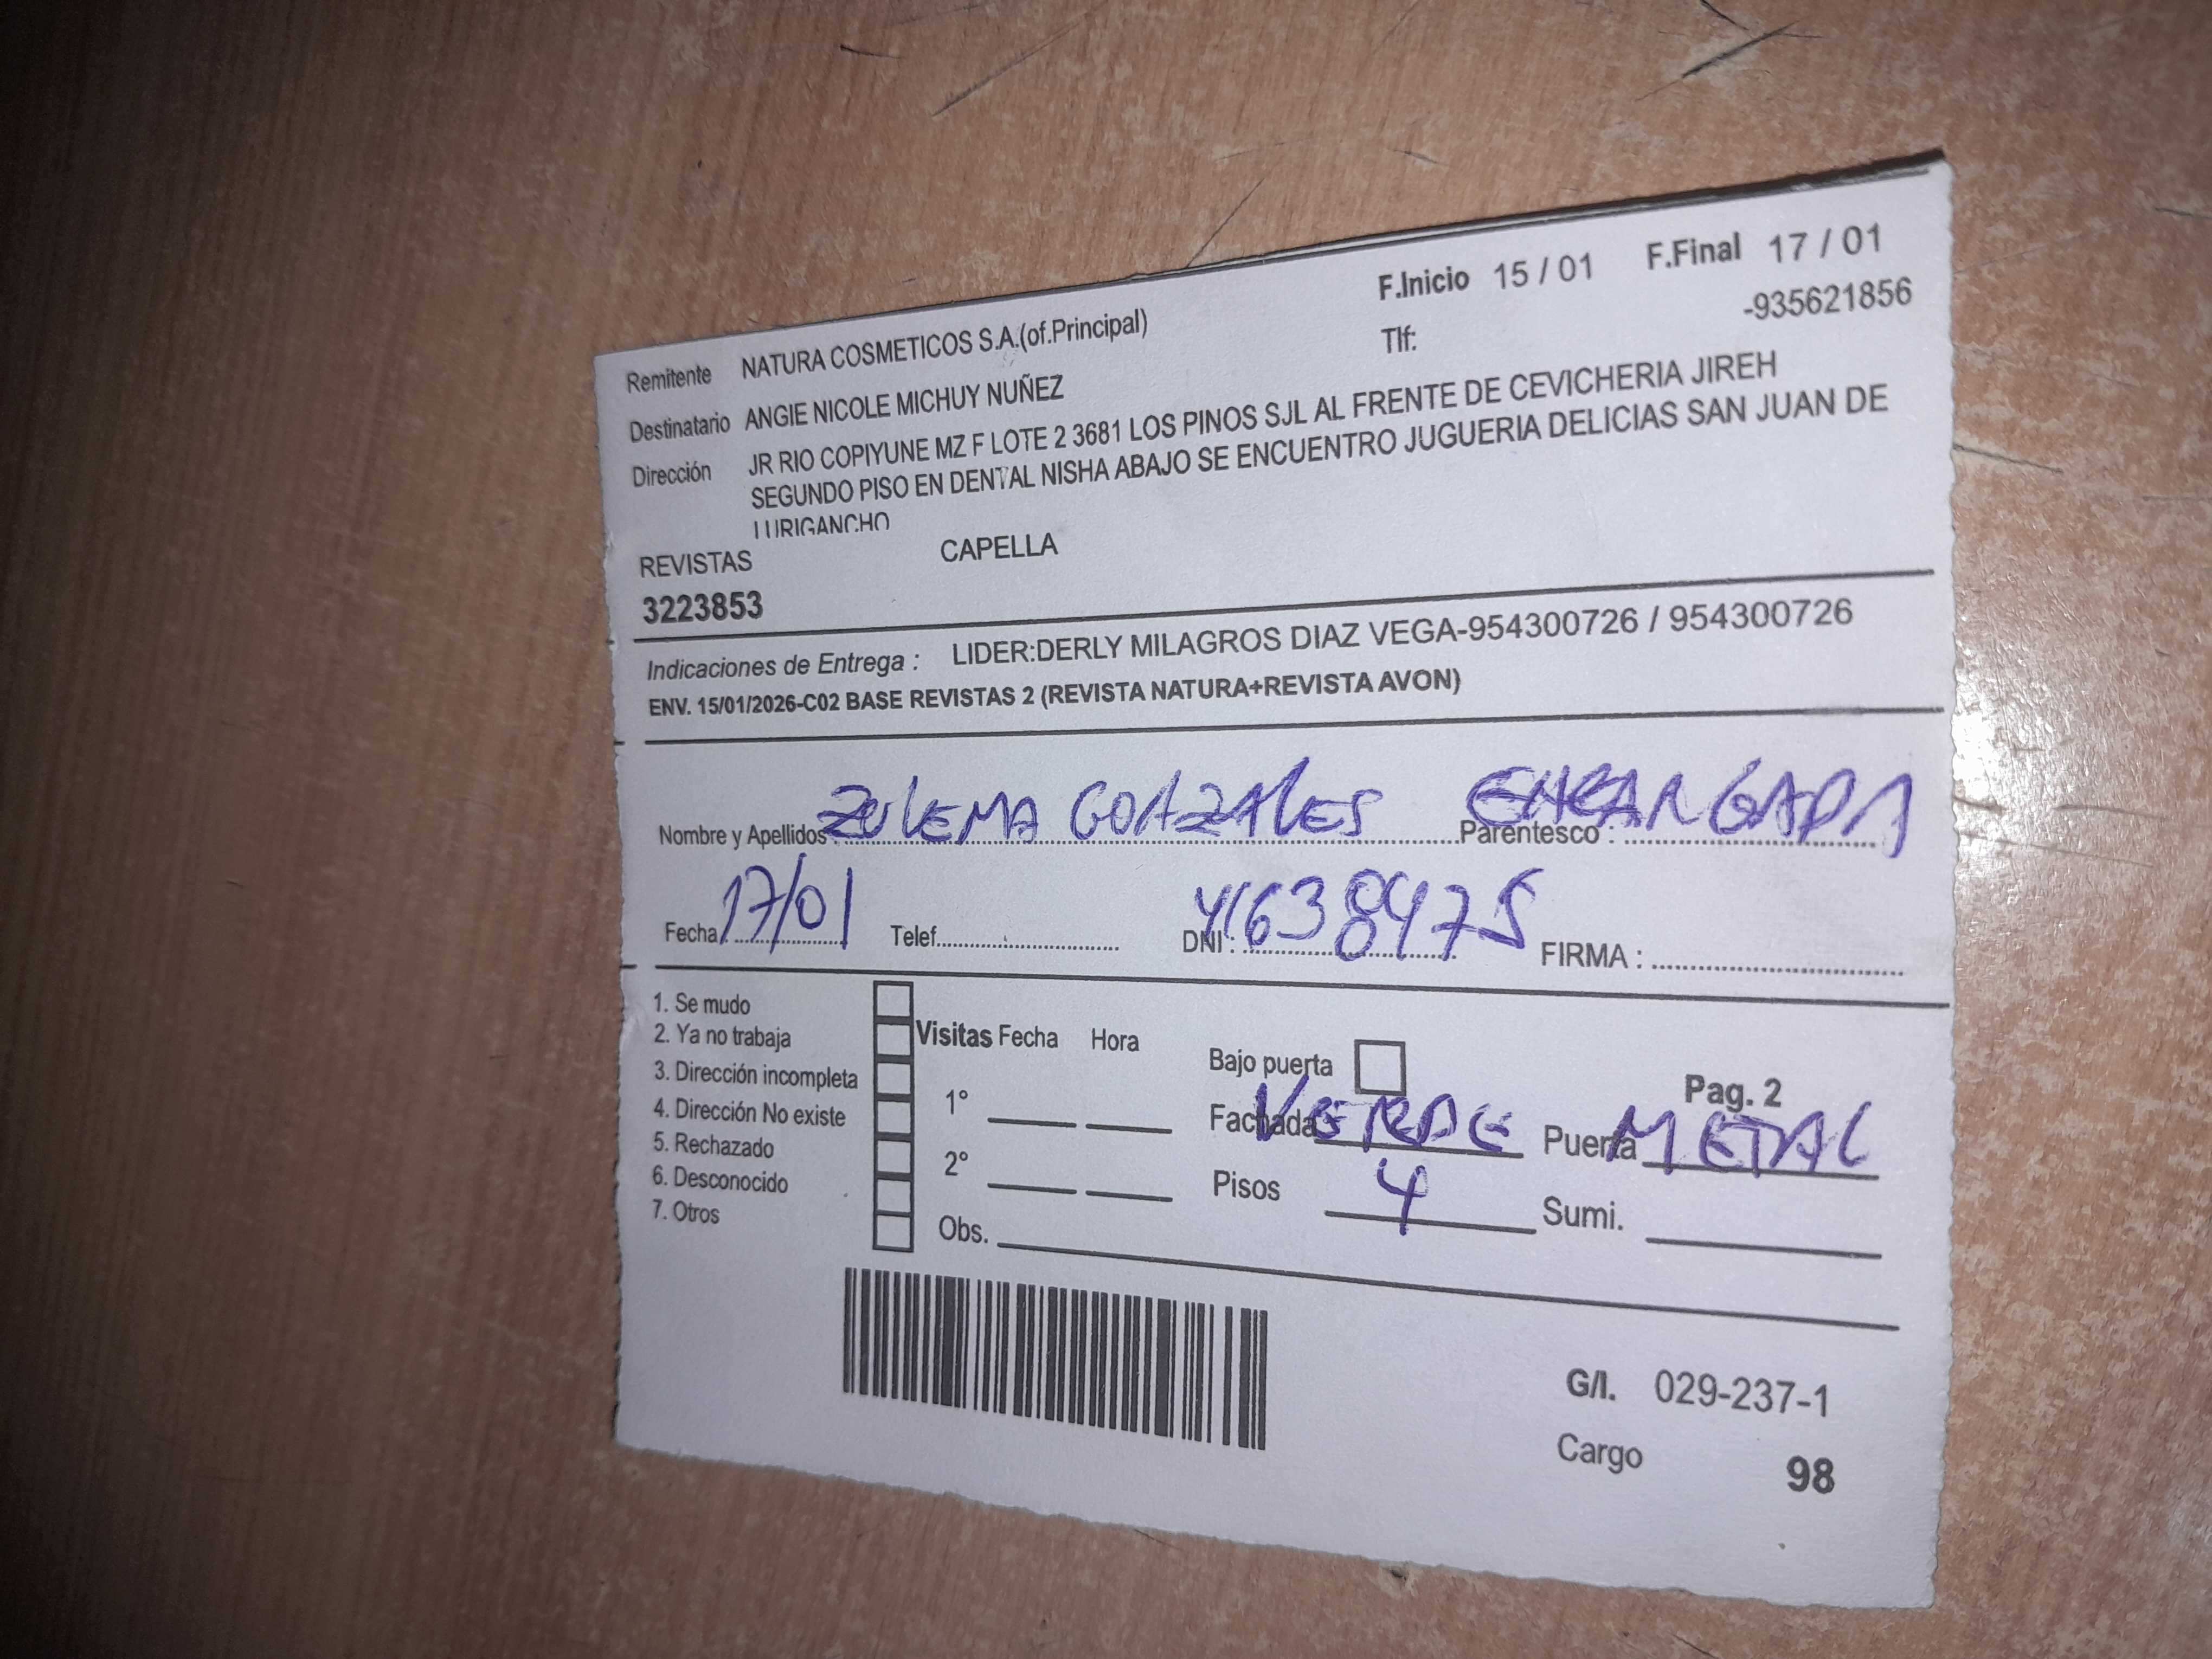 F.Inicio 15 / 01 F.Final 17 / 01
Remitente NATURA COSMETICOS S.A.(of.Principal) Tlf: -935621856
Destinatario ANGIE NICOLE MICHUY NUÑEZ
Dirección JR RIO COPIYUNE MZ F LOTE 2 3681 LOS PINOS SJL AL FRENTE DE CEVICHERIA JIREH
SEGUNDO PISO EN DENTAL NISHA ABAJO SE ENCUENTRO JUGUERIA DELICIAS SAN JUAN DE
LURIGANCHO
REVISTAS CAPELLA
3223853
Indicaciones de Entrega : LIDER:DERLY MILAGROS DIAZ VEGA-954300726 / 954300726
ENV. 15/01/2026-C02 BASE REVISTAS 2 (REVISTA NATURA+REVISTA AVON)
Nombre y Apellidos: ZULEMA GONZALES Parentesco : ENCARGADA
Fecha 17/01 Telef. DNI : 41638475 FIRMA :
1. Se mudo
2. Ya no trabaja
3. Dirección incompleta
4. Dirección No existe
5. Rechazado
6. Desconocido
7. Otros
Visitas Fecha Hora
1°
2°
Obs.
Bajo puerta Pag. 2
Fachada VERDE Puerta METAL
Pisos 4 Sumi.
G/I. 029-237-1
Cargo 98